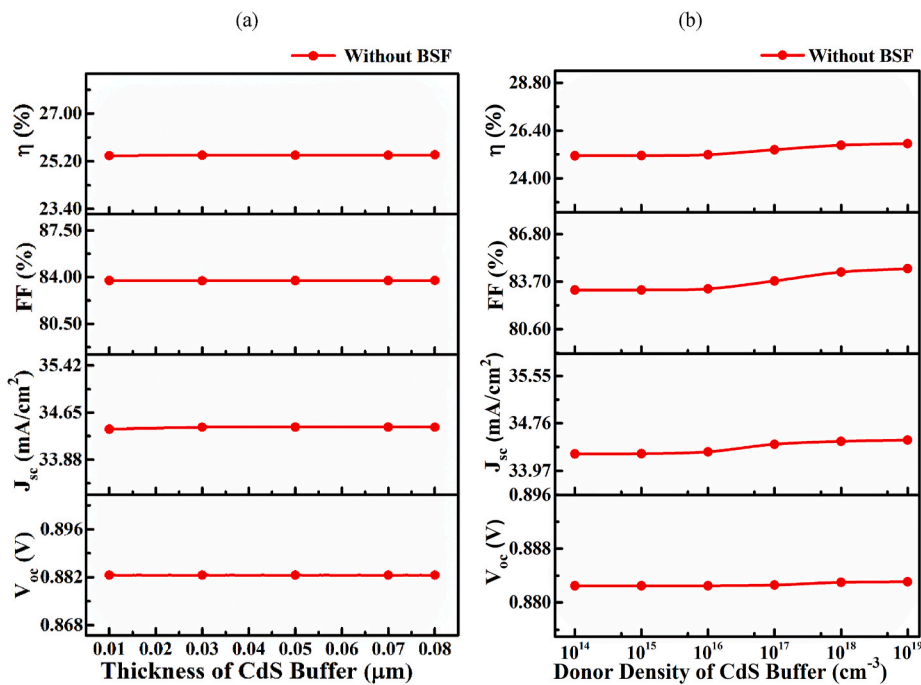 (a)
Without BSF
η (%)
27.00
25.20
23.40
FF (%)
87.50
84.00
80.50
J_sc (mA/cm²)
35.42
34.65
33.88
V_oc (V)
0.896
0.882
0.868
0.01 0.02 0.03 0.04 0.05 0.06 0.07 0.08
Thickness of CdS Buffer (μm)
(b)
Without BSF
η (%)
28.80
26.40
24.00
FF (%)
86.80
83.70
80.60
J_sc (mA/cm²)
35.55
34.76
33.97
V_oc (V)
0.896
0.888
0.880
10¹⁴ 10¹⁵ 10¹⁶ 10¹⁷ 10¹⁸ 10¹⁹
Donor Density of CdS Buffer (cm⁻³)